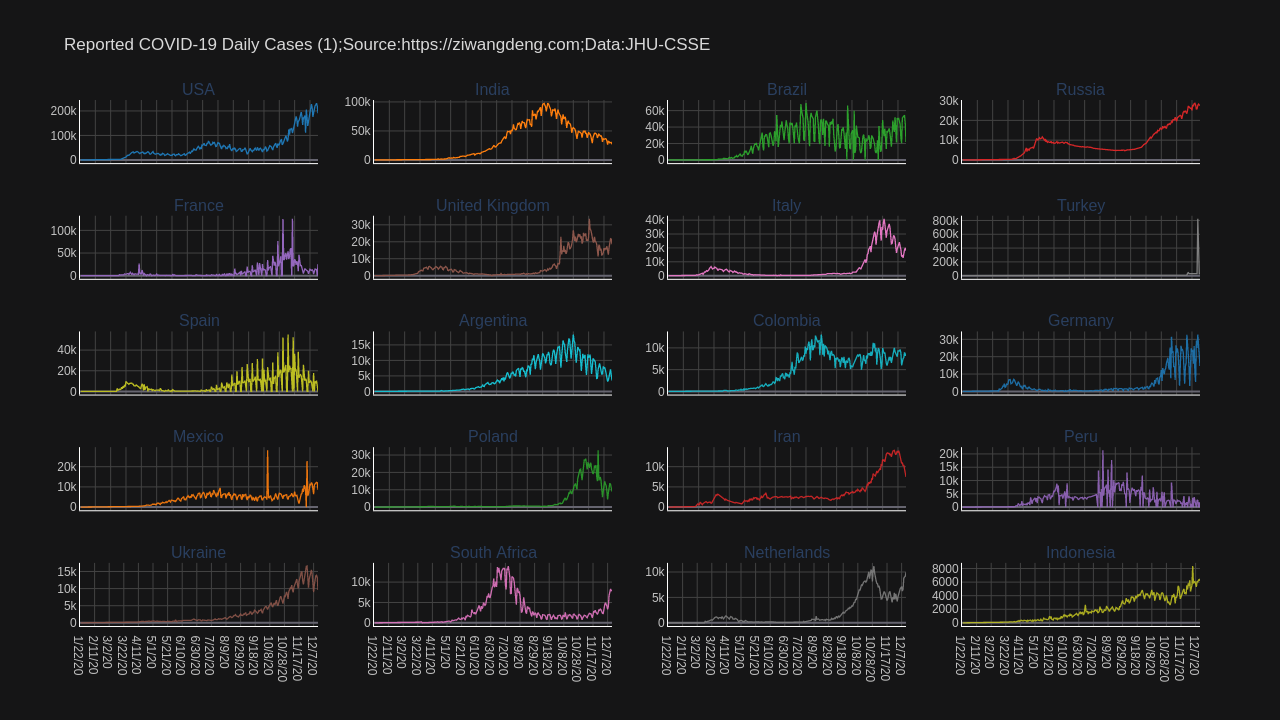 Reported COVID-19 Daily Cases (1);Source:https://ziwangdeng.com;Data:JHU-CSSE
USA
200k
100k
0
India
100k
50k
0
Brazil
60k
40k
20k
0
Russia
30k
20k
10k
0
France
100k
50k
0
United Kingdom
30k
20k
10k
0
Italy
40k
30k
20k
10k
0
Turkey
800k
600k
400k
200k
0
Spain
40k
20k
0
Argentina
15k
10k
5k
0
Colombia
10k
5k
0
Germany
30k
20k
10k
0
Mexico
20k
10k
0
Poland
30k
20k
10k
0
Iran
10k
5k
0
Peru
20k
15k
10k
5k
0
Ukraine
15k
10k
5k
0
South Africa
10k
5k
0
Netherlands
10k
5k
0
Indonesia
8000
6000
4000
2000
0
1/22/20 2/11/20 3/2/20 3/22/20 4/11/20 5/1/20 5/21/20 6/10/20 6/30/20 7/20/20 8/9/20 8/29/20 9/18/20 10/8/20 10/28/20 11/17/20 12/7/20
1/22/20 2/11/20 3/2/20 3/22/20 4/11/20 5/1/20 5/21/20 6/10/20 6/30/20 7/20/20 8/9/20 8/29/20 9/18/20 10/8/20 10/28/20 11/17/20 12/7/20
1/22/20 2/11/20 3/2/20 3/22/20 4/11/20 5/1/20 5/21/20 6/10/20 6/30/20 7/20/20 8/9/20 8/29/20 9/18/20 10/8/20 10/28/20 11/17/20 12/7/20
1/22/20 2/11/20 3/2/20 3/22/20 4/11/20 5/1/20 5/21/20 6/10/20 6/30/20 7/20/20 8/9/20 8/29/20 9/18/20 10/8/20 10/28/20 11/17/20 12/7/20